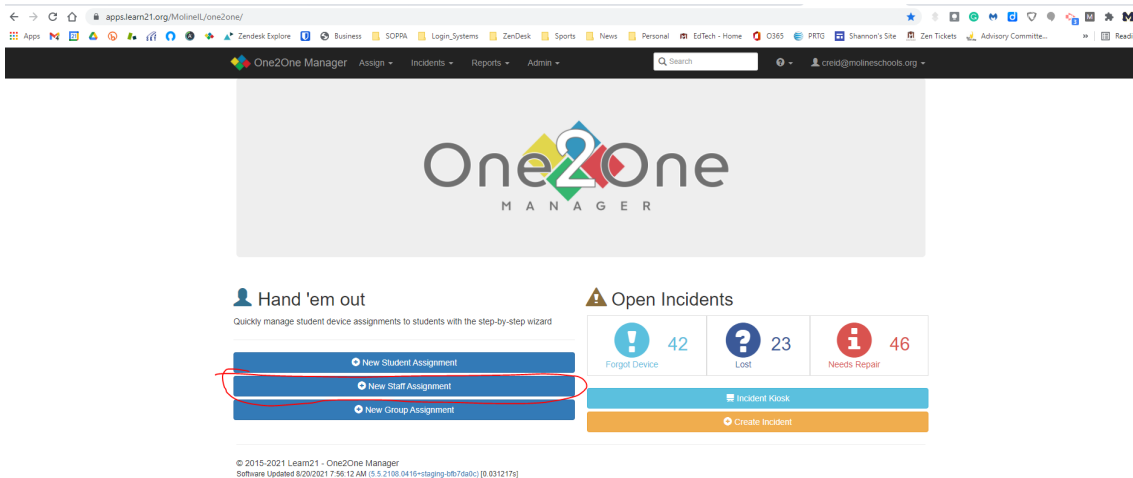 apps.learn21.org/MolineIL/one2zone/
Apps Zendesk Explore Business SOPPA Login_Systems ZenDesk Sports News Personal EdTech - Home O365 PRTG Shannon's Site Zen Tickets Advisory Committe... » Readi
One2One Manager Assign Incidents Reports Admin Search creid@molineschools.org
One2One
MANAGER
Hand 'em out
Quickly manage student device assignments to students with the step-by-step wizard
New Student Assignment
New Staff Assignment
New Group Assignment
Open Incidents
42 23 46
Forgot Device Lost Needs Repair
Incident Kiosk
Create Incident
© 2015-2021 Learn21 - One2One Manager
Software Updated 8/20/2021 7:56:12 AM (5.5.2108.0416+staging-bfb7da0c) [0.031217s]